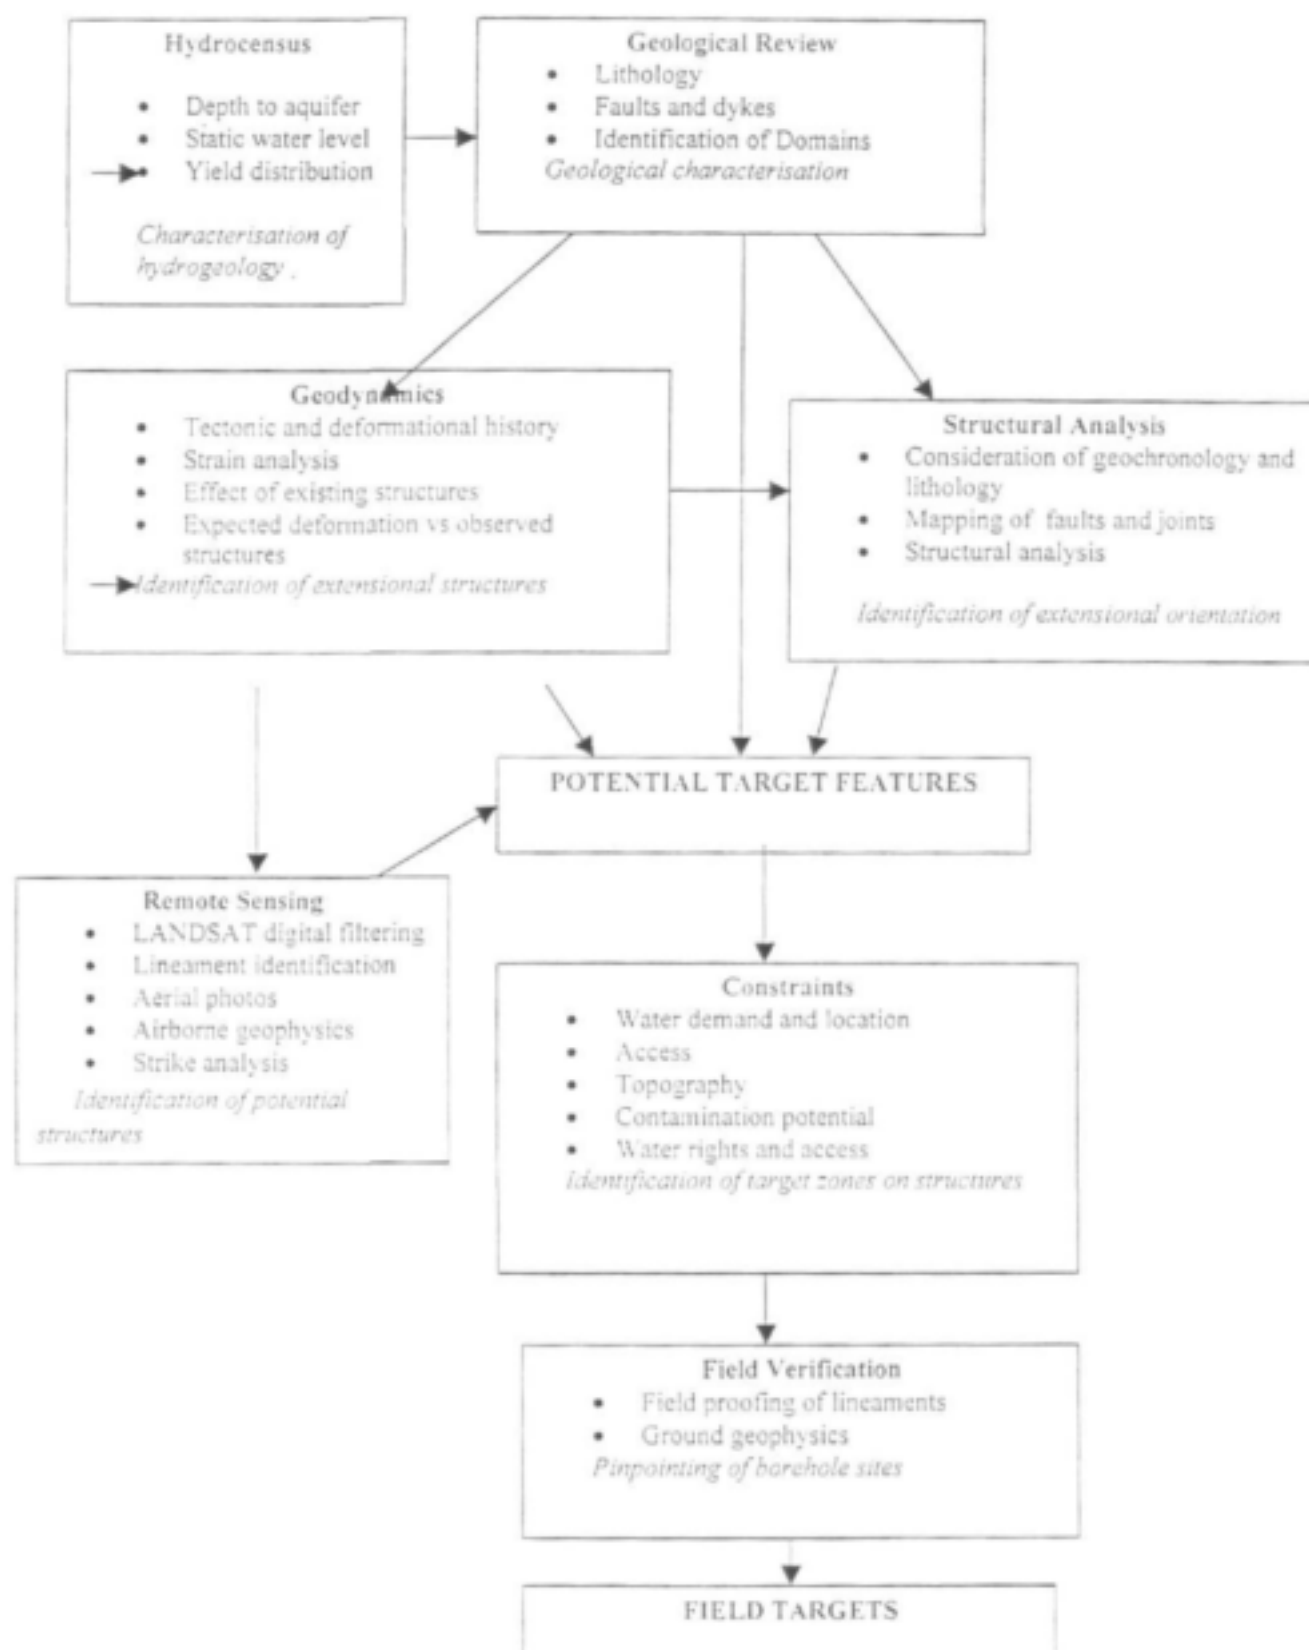 Hydrocensus
• Depth to aquifer
• Static water level
• Yield distribution
Characterisation of
hydrogeology .
Geological Review
• Lithology
• Faults and dykes
• Identification of Domains
Geological characterisation
Geodynamics
• Tectonic and deformational history
• Strain analysis
• Effect of existing structures
• Expected deformation vs observed
structures
Identification of extensional structures
Structural Analysis
• Consideration of geochronology and
lithology
• Mapping of faults and joints
• Structural analysis
Identification of extensional orientation
POTENTIAL TARGET FEATURES
Remote Sensing
• LANDSAT digital filtering
• Lineament identification
• Aerial photos
• Airborne geophysics
• Strike analysis
Identification of potential
structures
Constraints
• Water demand and location
• Access
• Topography
• Contamination potential
• Water rights and access
Identification of target zones on structures
Field Verification
• Field proofing of lineaments
• Ground geophysics
Pinpointing of borehole sites
FIELD TARGETS